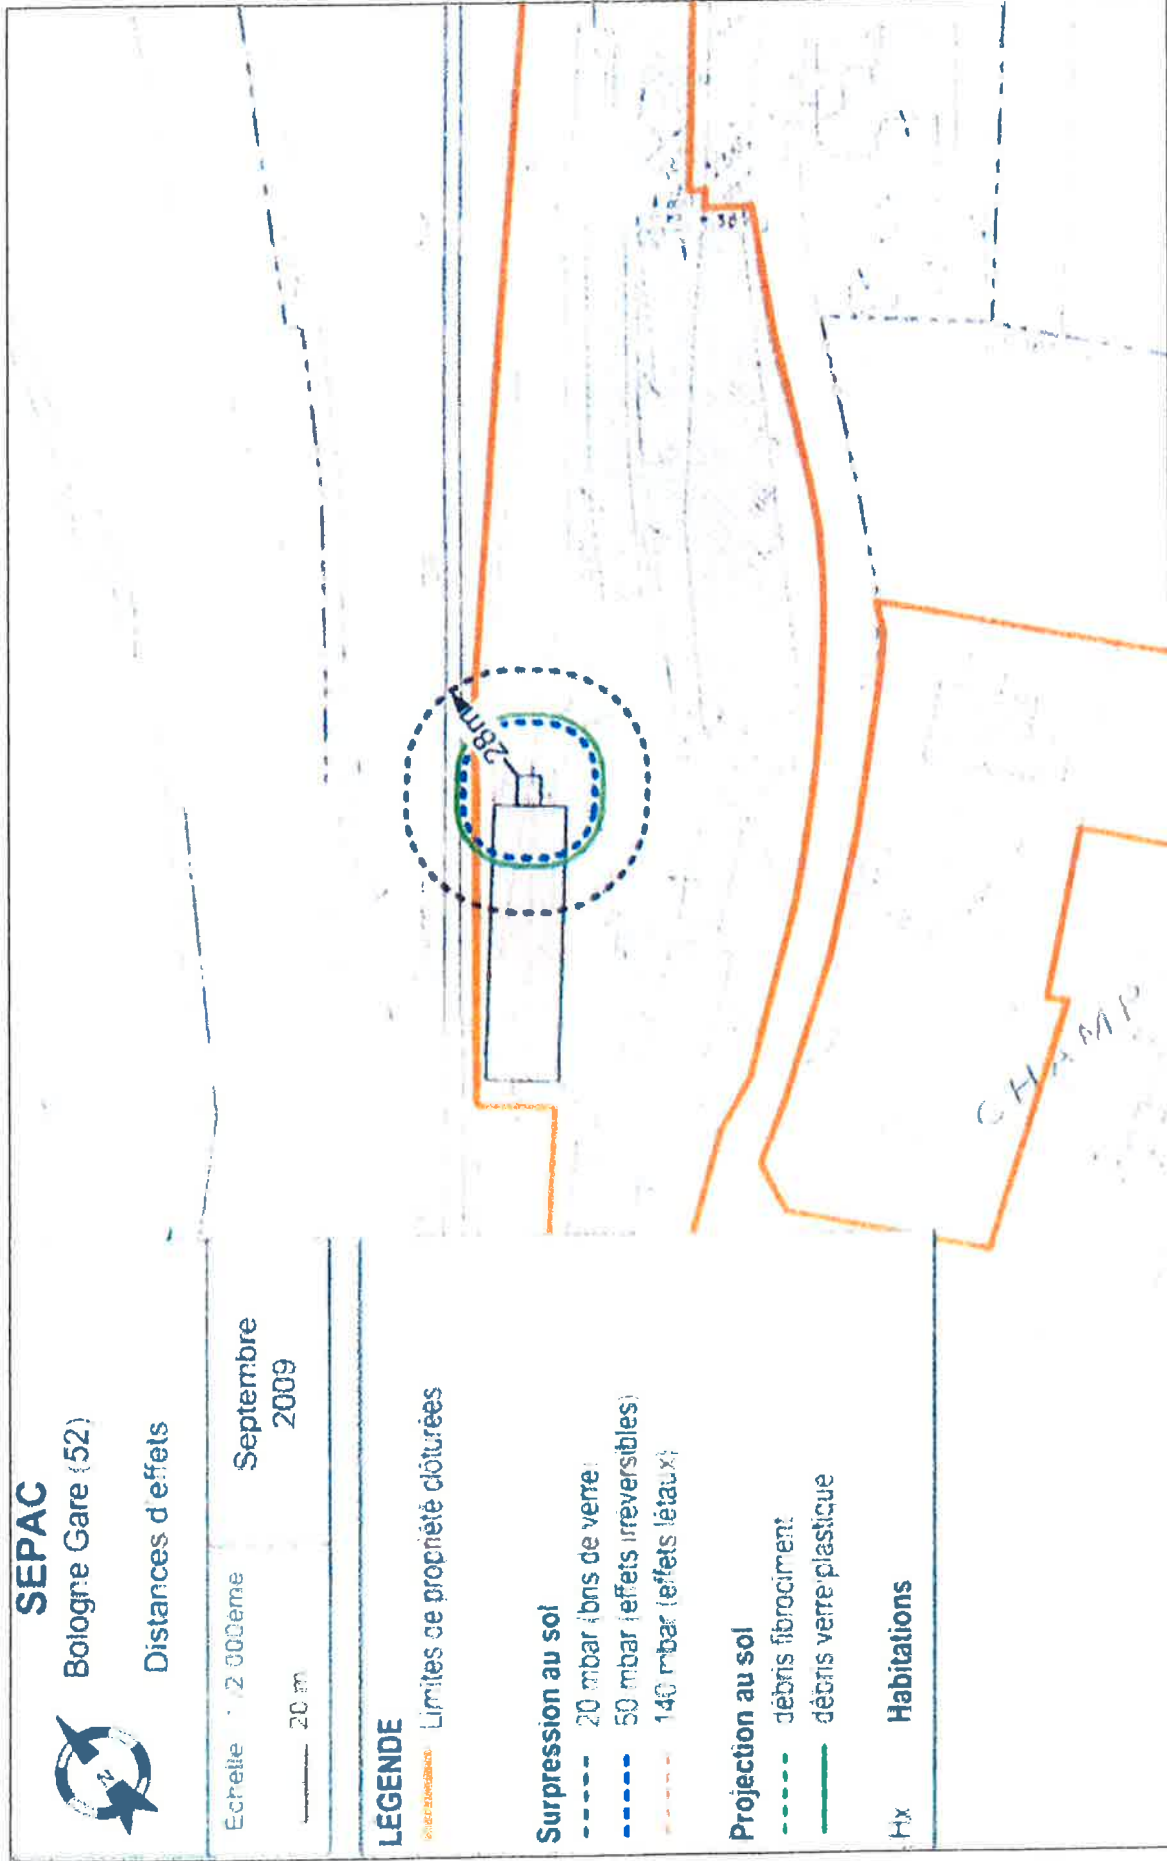 SEPAC
Bologne Gare (52)
Distances d'effets
Echelle 1/2 000ème
Septembre
2009
20 m
LEGENDE
Limites de propriété clôturées
Surpression au sol
20 mbar (bris de verre)
50 mbar (effets irréversibles)
140 mbar (effets létaux)
Projection au sol
débris fibrociment
débris verre/plastique
Hx
Habitations
28m
CHAMP
N